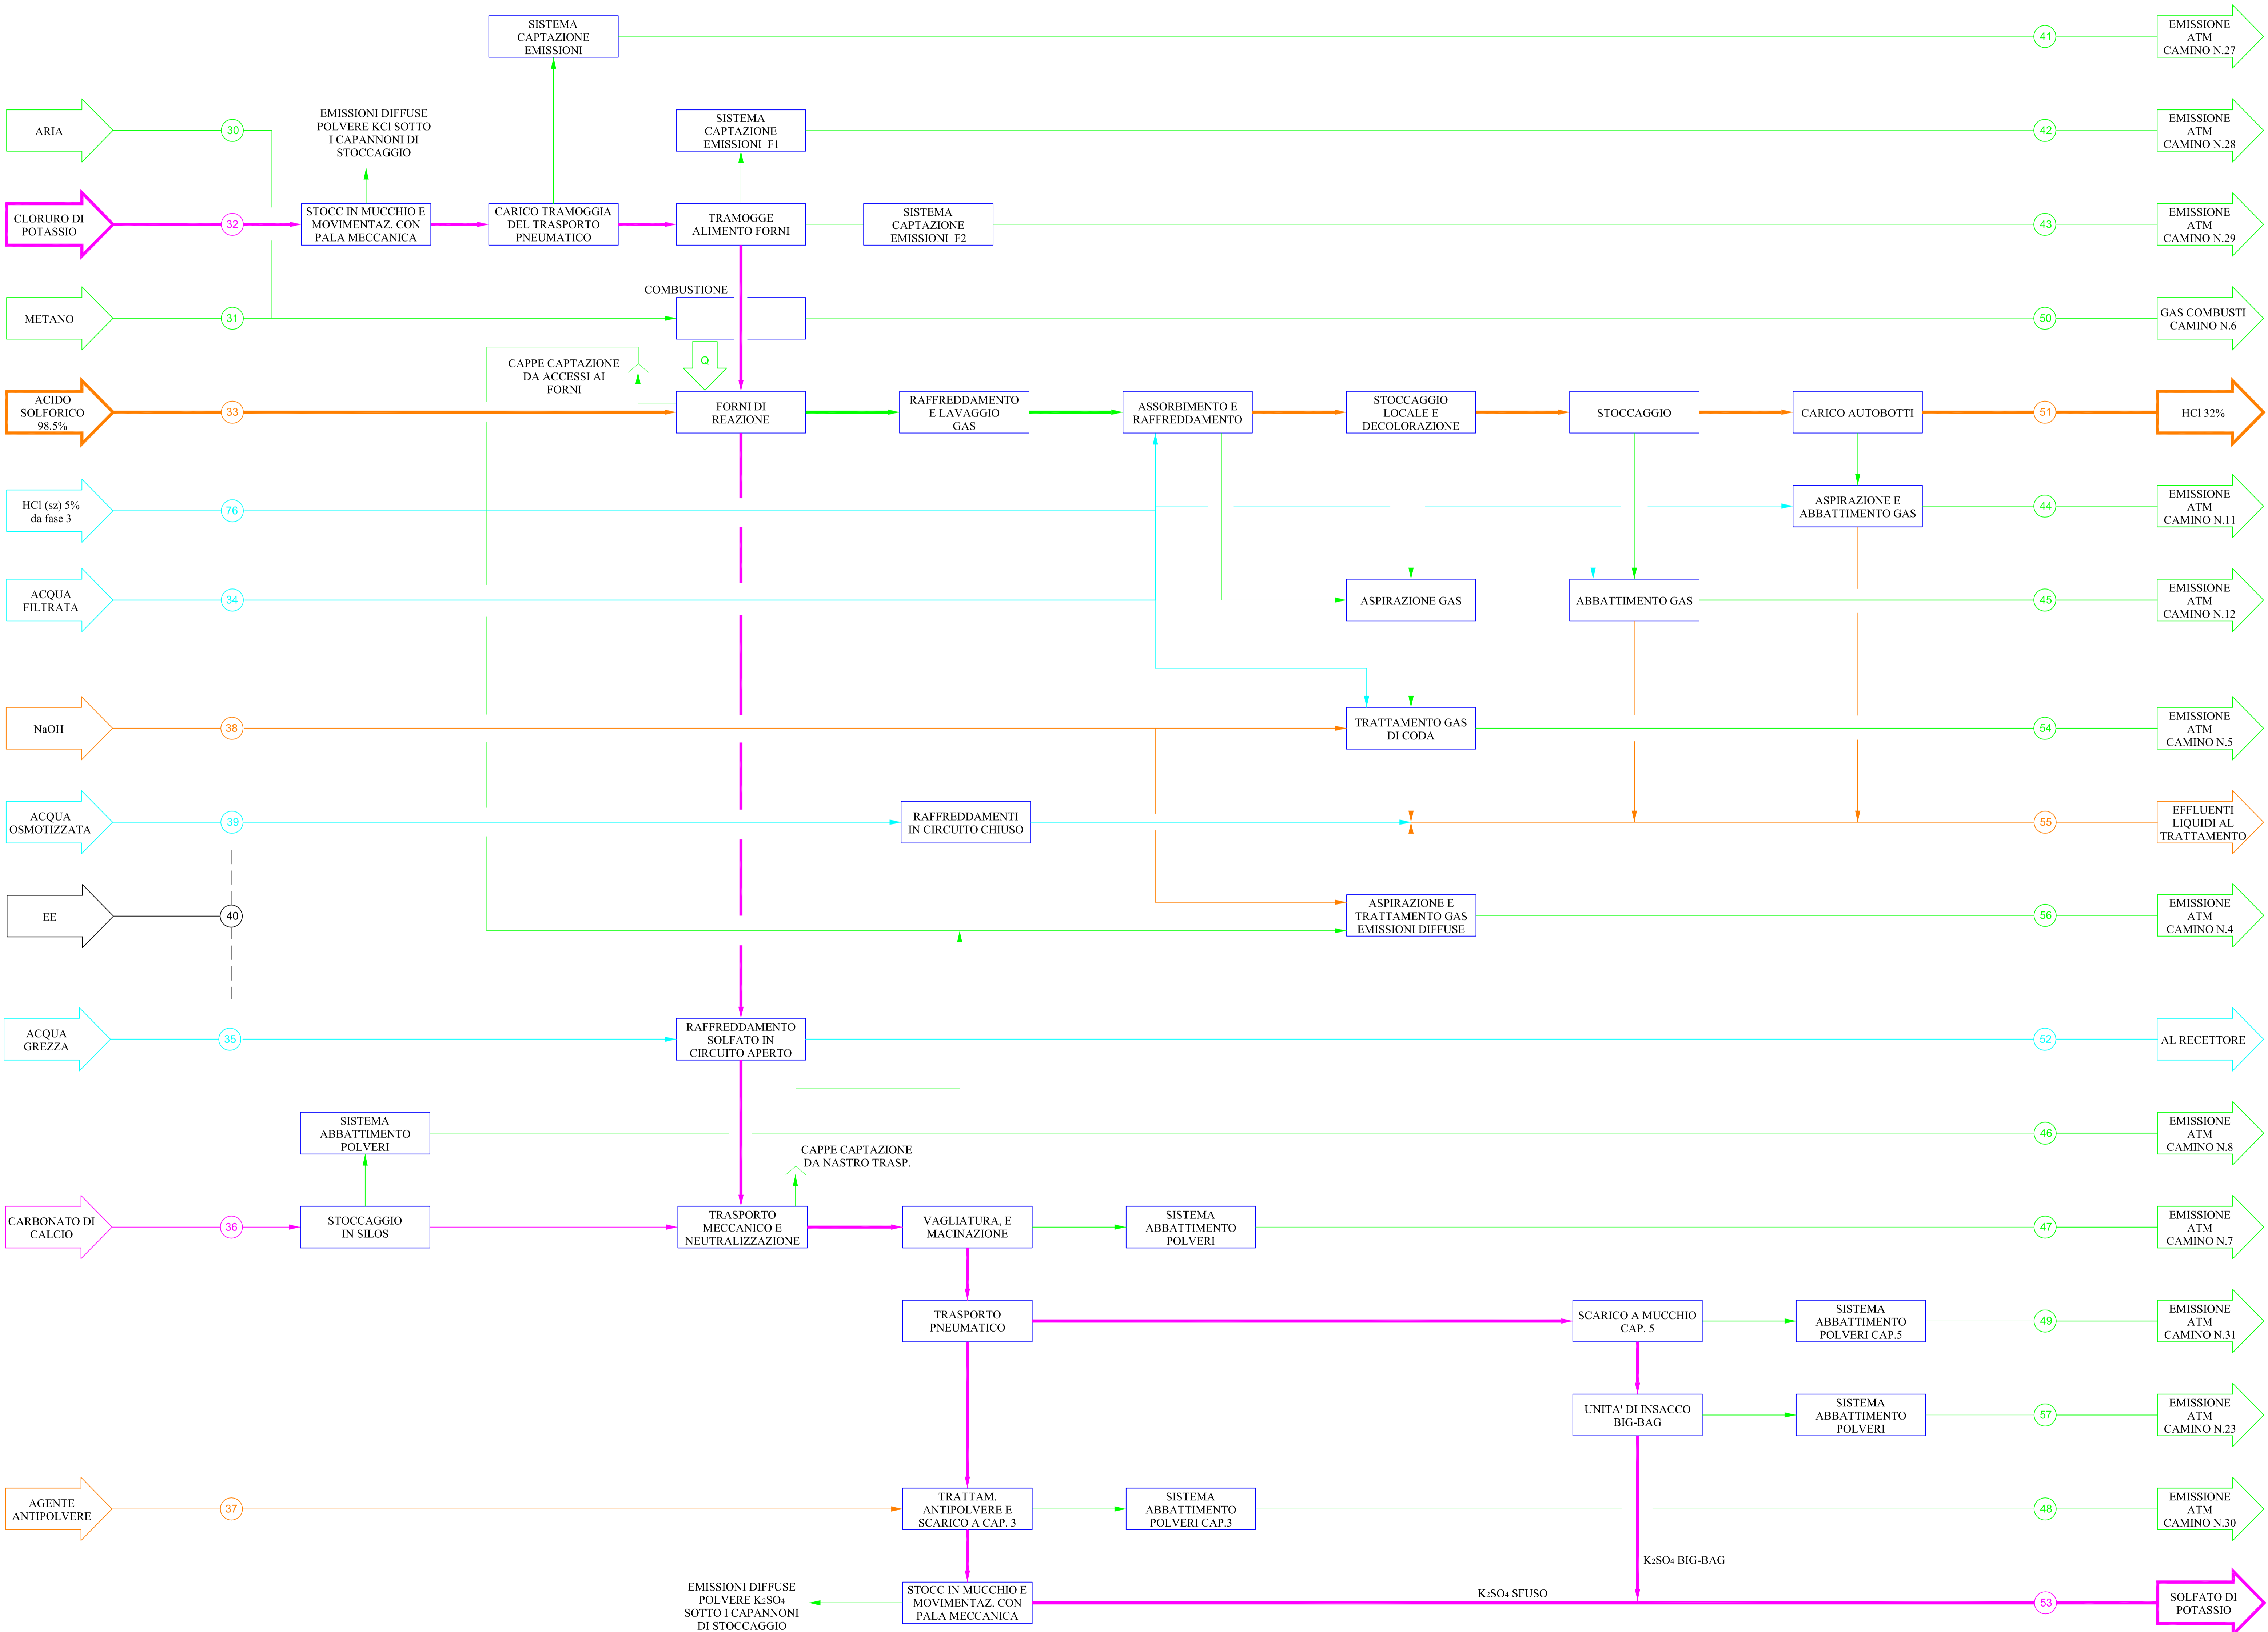 SISTEMA
CAPTAZIONE
EMISSIONI
41
EMISSIONE
ATM
CAMINO N.27
ARIA
30
EMISSIONI DIFFUSE
POLVERE KCl SOTTO
I CAPANNONI DI
STOCCAGGIO
SISTEMA
CAPTAZIONE
EMISSIONI F1
42
EMISSIONE
ATM
CAMINO N.28
CLORURO DI
POTASSIO
32
STOCC IN MUCCHIO E
MOVIMENTAZ. CON
PALA MECCANICA
CARICO TRAMOGGIA
DEL TRASPORTO
PNEUMATICO
TRAMOGGE
ALIMENTO FORNI
SISTEMA
CAPTAZIONE
EMISSIONI F2
43
EMISSIONE
ATM
CAMINO N.29
METANO
31
COMBUSTIONE
50
GAS COMBUSTI
CAMINO N.6
CAPPE CAPTAZIONE
DA ACCESSI AI
FORNI
Q
ACIDO
SOLFORICO
98.5%
33
FORNI DI
REAZIONE
RAFFREDDAMENTO
E LAVAGGIO
GAS
ASSORBIMENTO E
RAFFREDDAMENTO
STOCCAGGIO
LOCALE E
DECOLORAZIONE
STOCCAGGIO
CARICO AUTOBOTTI
51
HCl 32%
HCl (sz) 5%
da fase 3
76
ASPIRAZIONE E
ABBATTIMENTO GAS
44
EMISSIONE
ATM
CAMINO N.11
ACQUA
FILTRATA
34
ASPIRAZIONE GAS
ABBATTIMENTO GAS
45
EMISSIONE
ATM
CAMINO N.12
NaOH
38
TRATTAMENTO GAS
DI CODA
54
EMISSIONE
ATM
CAMINO N.5
ACQUA
OSMOTIZZATA
39
RAFFREDDAMENTI
IN CIRCUITO CHIUSO
55
EFFLUENTI
LIQUIDI AL
TRATTAMENTO
EE
40
ASPIRAZIONE E
TRATTAMENTO GAS
EMISSIONI DIFFUSE
56
EMISSIONE
ATM
CAMINO N.4
ACQUA
GREZZA
35
RAFFREDDAMENTO
SOLFATO IN
CIRCUITO APERTO
52
AL RECETTORE
SISTEMA
ABBATTIMENTO
POLVERI
46
EMISSIONE
ATM
CAMINO N.8
CAPPE CAPTAZIONE
DA NASTRO TRASP.
CARBONATO DI
CALCIO
36
STOCCAGGIO
IN SILOS
TRASPORTO
MECCANICO E
NEUTRALIZZAZIONE
VAGLIATURA, E
MACINAZIONE
SISTEMA
ABBATTIMENTO
POLVERI
47
EMISSIONE
ATM
CAMINO N.7
TRASPORTO
PNEUMATICO
SCARICO A MUCCHIO
CAP. 5
SISTEMA
ABBATTIMENTO
POLVERI CAP.5
49
EMISSIONE
ATM
CAMINO N.31
UNITA' DI INSACCO
BIG-BAG
SISTEMA
ABBATTIMENTO
POLVERI
57
EMISSIONE
ATM
CAMINO N.23
AGENTE
ANTIPOLVERE
37
TRATTAM.
ANTIPOLVERE E
SCARICO A CAP. 3
SISTEMA
ABBATTIMENTO
POLVERI CAP.3
48
EMISSIONE
ATM
CAMINO N.30
K2SO4 BIG-BAG
EMISSIONI DIFFUSE
POLVERE K2SO4
SOTTO I CAPANNONI
DI STOCCAGGIO
STOCC IN MUCCHIO E
MOVIMENTAZ. CON
PALA MECCANICA
K2SO4 SFUSO
53
SOLFATO DI
POTASSIO